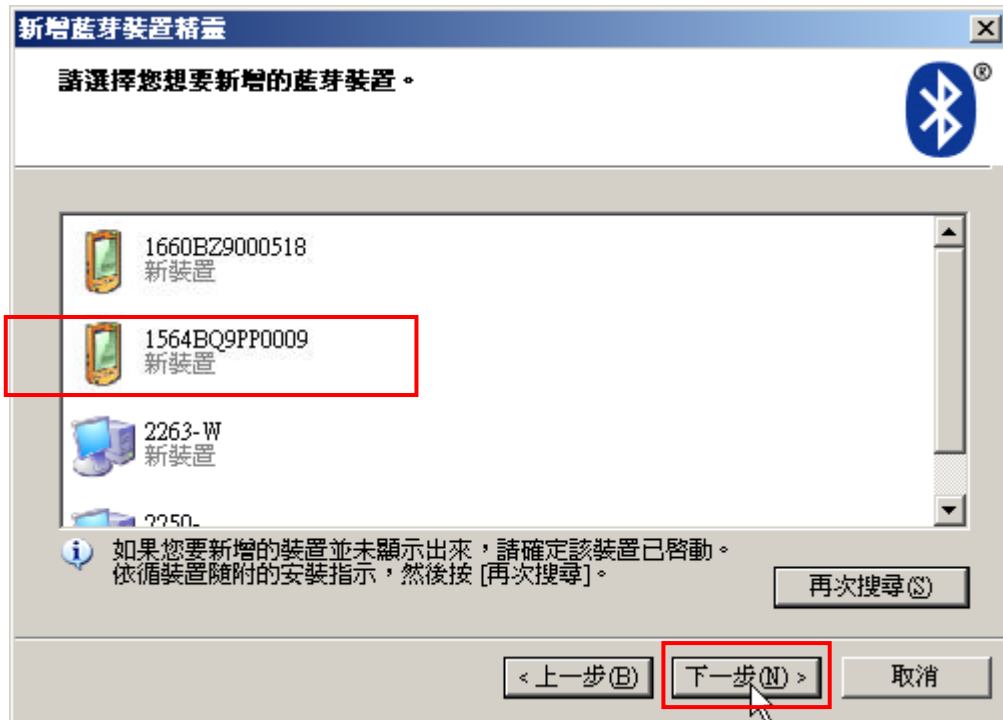 新增藍芽裝置精靈
請選擇您想要新增的藍芽裝置。
®
1660BZ9000518
新裝置
1564BQ9PP0009
新裝置
2263-W
新裝置
2250-
如果您要新增的裝置並未顯示出來，請確定該裝置已啓動。
依循裝置隨附的安裝指示，然後按 [再次搜尋]。
再次搜尋(S)
<上一步(B)
下一步(N)>
取消